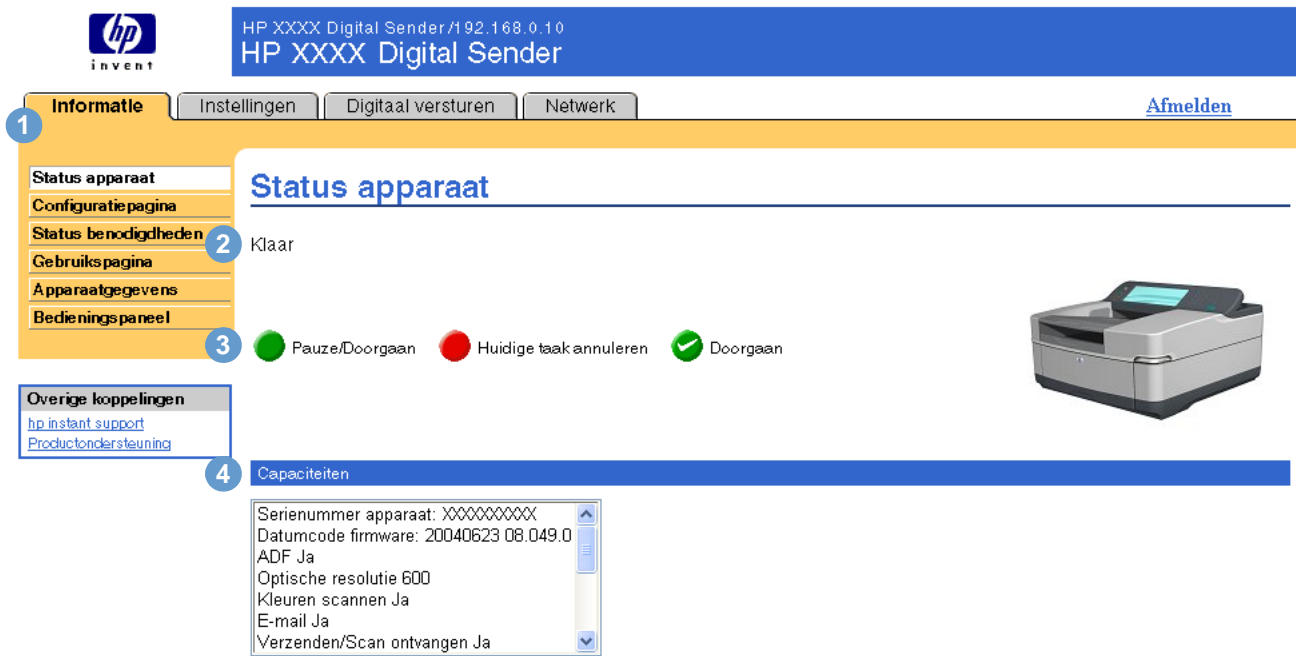 hp
invent
HP XXXX Digital Sender/192.168.0.10
HP XXXX Digital Sender
Informatie
Instellingen
Digitaal versturen
Netwerk
Afmelden
1
Status apparaat
Configuratiepagina
Status benodigdheden
Gebruikspagina
Apparaatgegevens
Bedieningspaneel
Status apparaat
2
Klaar
3
Pauze/Doorgaan
Huidige taak annuleren
Doorgaan
Overige koppelingen
hp instant support
Productondersteuning
4
Capaciteiten
Serienummer apparaat: XXXXXXXXXX
Datumcode firmware: 20040623 08.049.0
ADF Ja
Optische resolutie 600
Kleuren scannen Ja
E-mail Ja
Verzenden/Scan ontvangen Ja